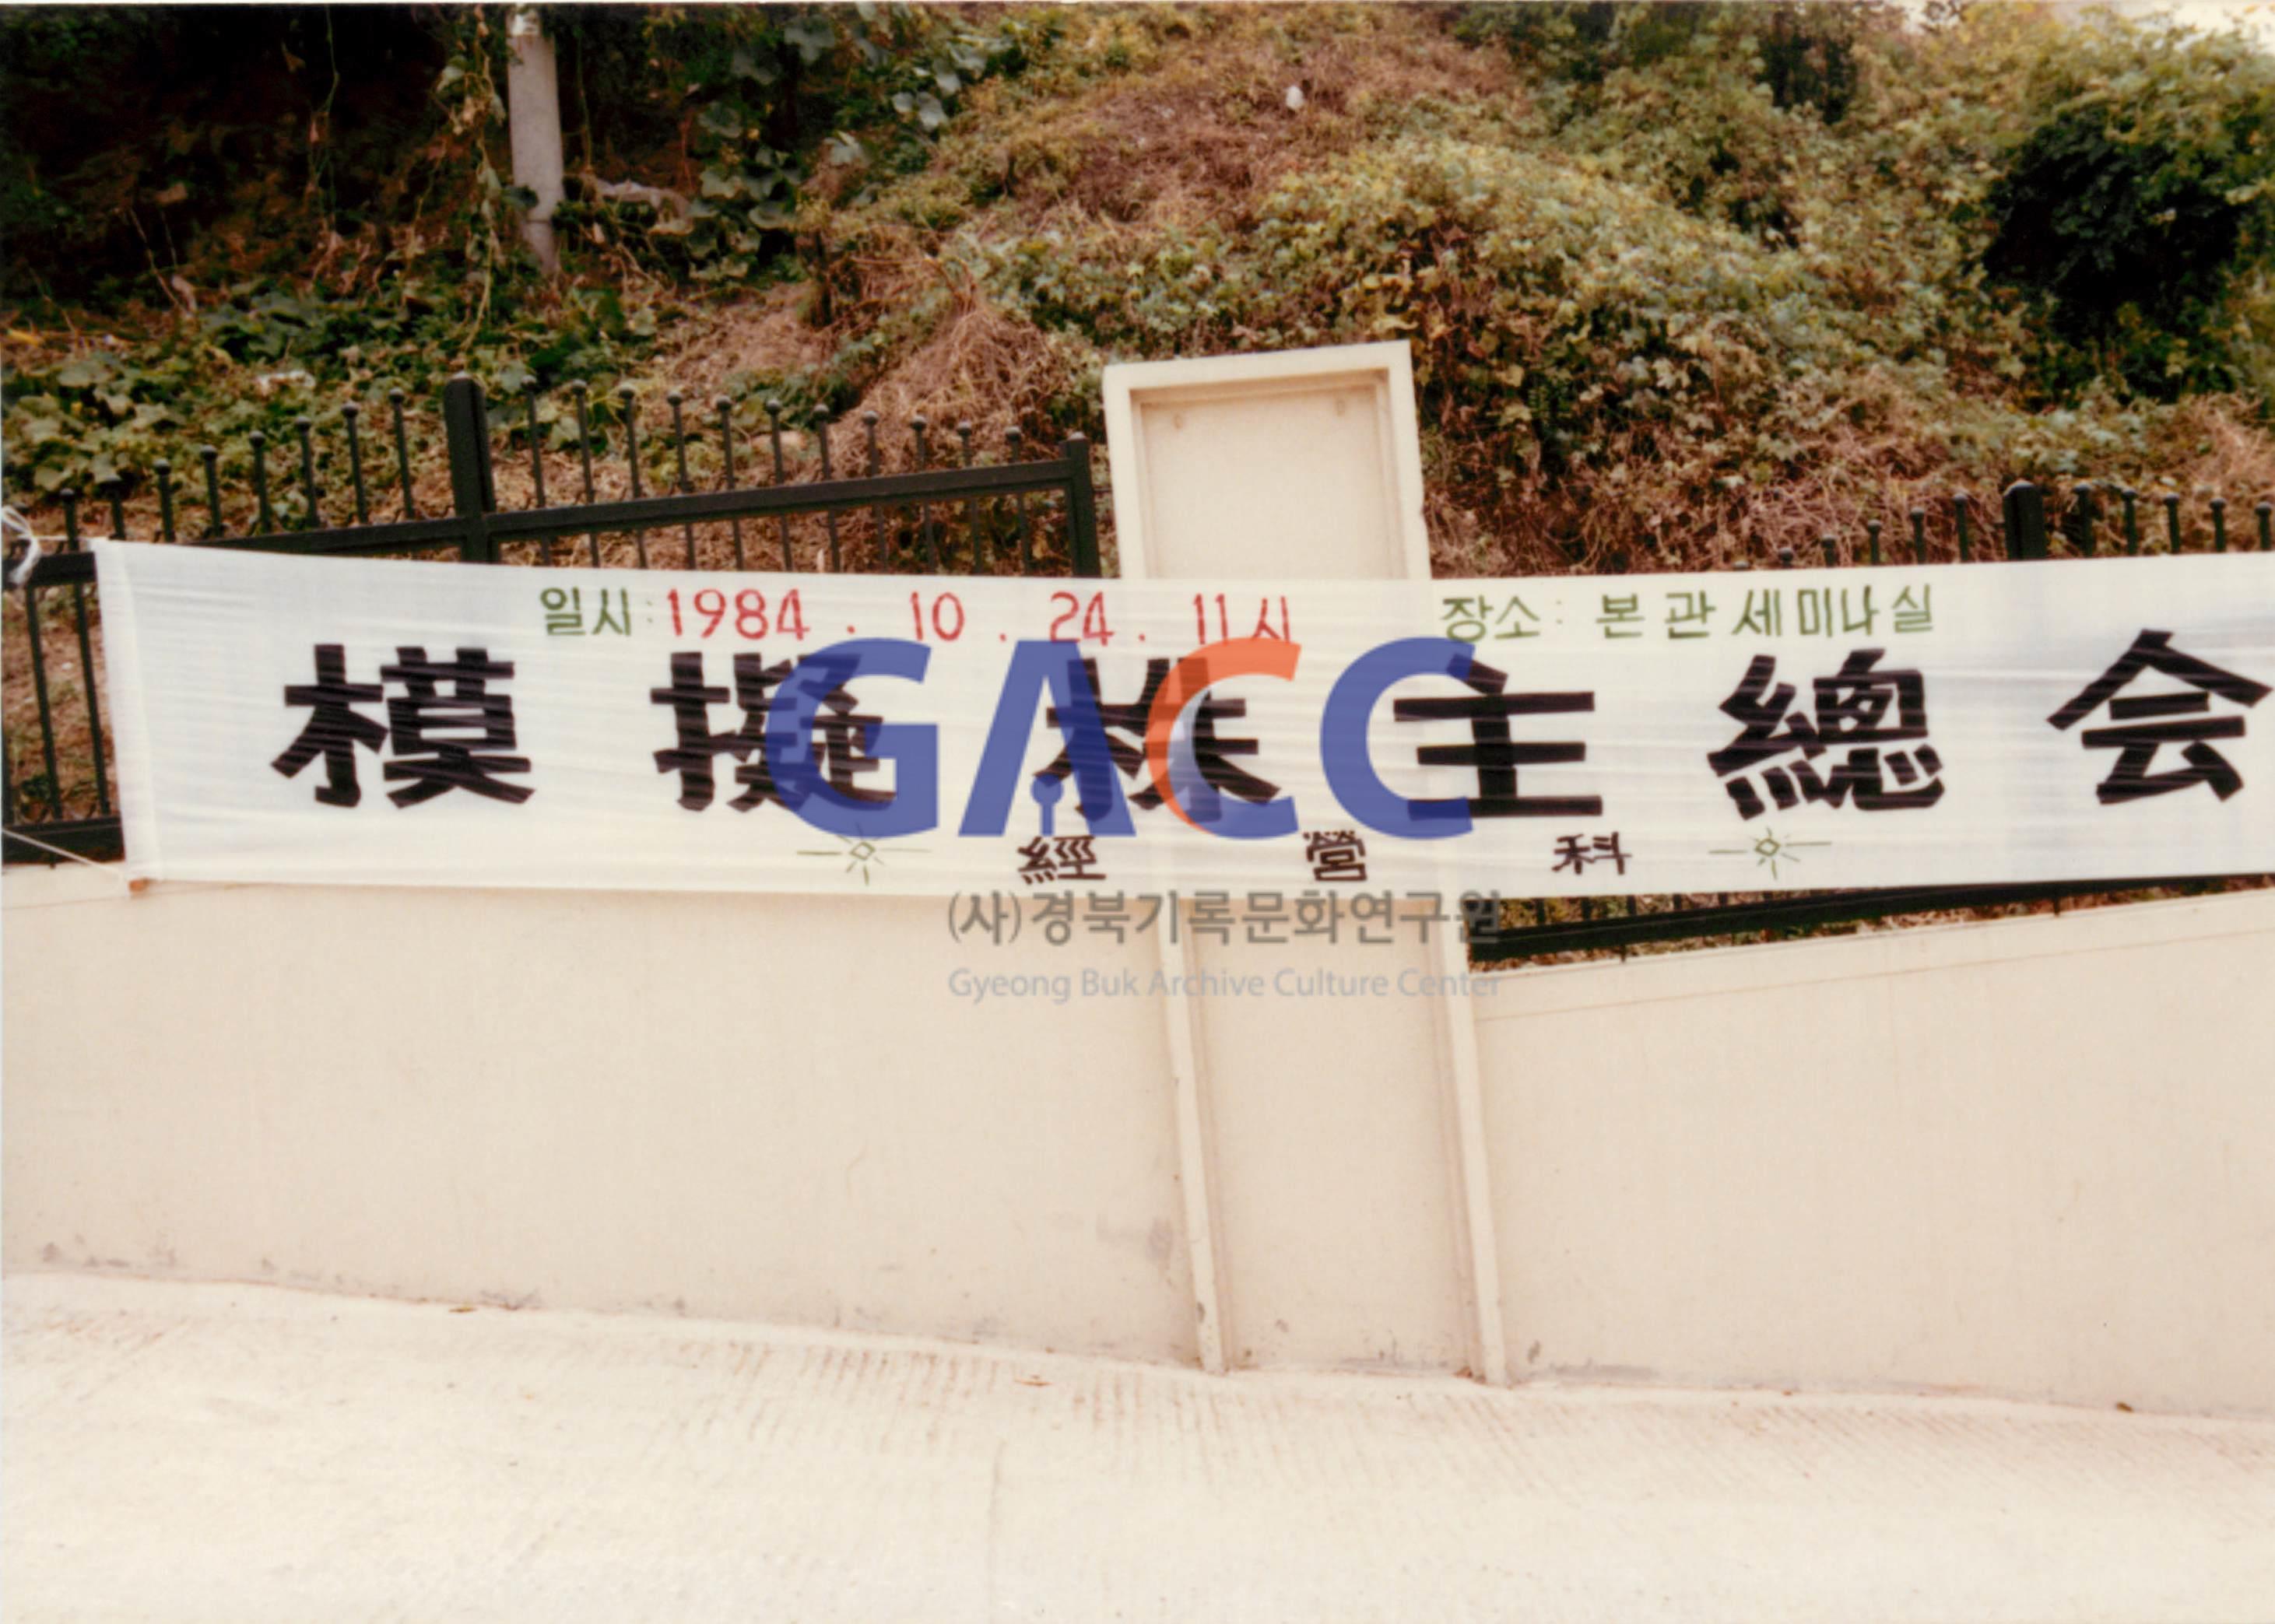 일시: 1984. 10. 24. 11시 장소: 본관 세미나실
模擬株主總会
經營科
GACC
(사)경북기록문화연구원
Gyeong Buk Archive Culture Center